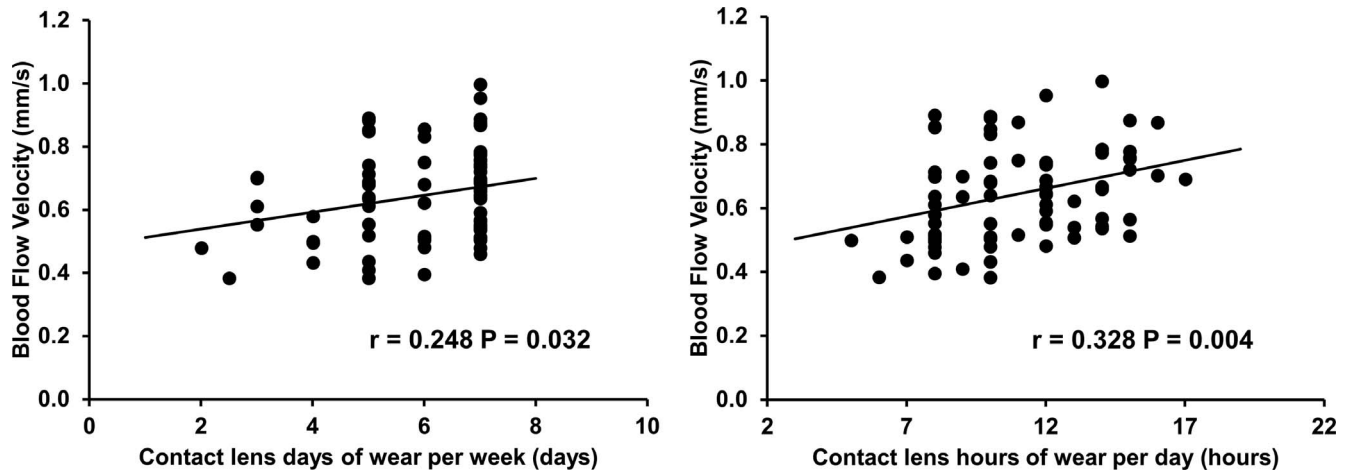 Blood Flow Velocity (mm/s)
1.2
1.0
0.8
0.6
0.4
0.2
0.0
r = 0.248 P = 0.032
0 2 4 6 8 10
Contact lens days of wear per week (days)
Blood Flow Velocity (mm/s)
1.2
1.0
0.8
0.6
0.4
0.2
0.0
r = 0.328 P = 0.004
2 7 12 17 22
Contact lens hours of wear per day (hours)